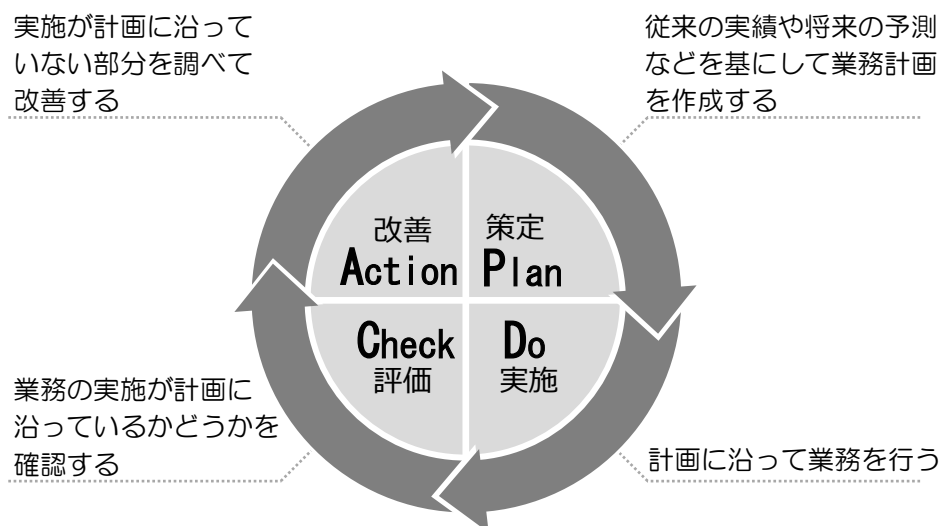 実施が計画に沿って
いない部分を調べて
改善する
従来の実績や将来の予測
などを基にして業務計画
を作成する
改善
Action
策定
Plan
Check
評価
Do
実施
業務の実施が計画に
沿っているかどうかを
確認する
計画に沿って業務を行う